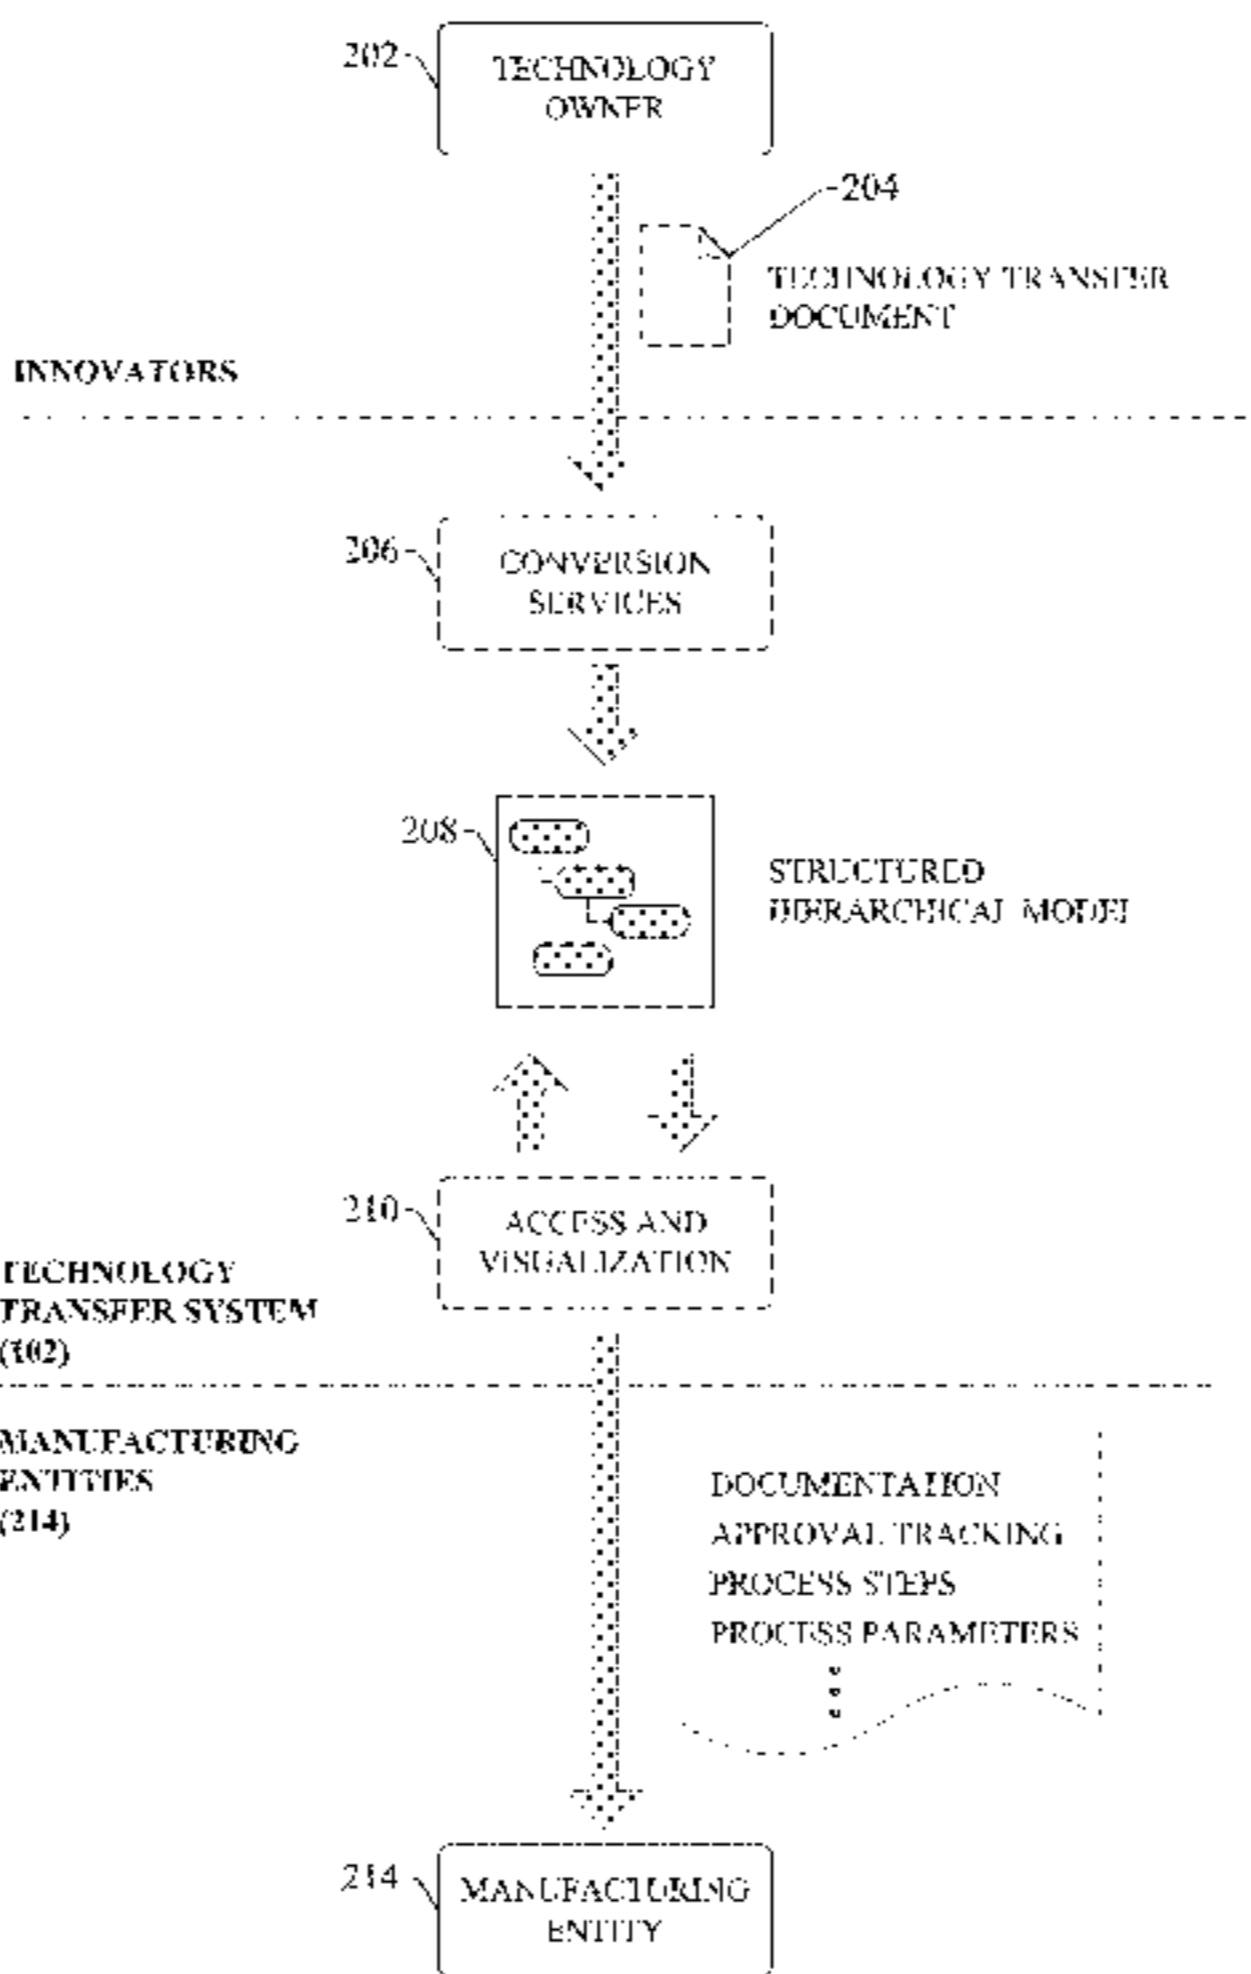 202
TECHNOLOGY
OWNER
204
TECHNOLOGY TRANSFER
DOCUMENT
INNOVATORS
206
CONVERSION
SERVICES
208
STRUCTURED
HIERARCHICAL MODEL
210
ACCESS AND
VISUALIZATION
TECHNOLOGY
TRANSFER SYSTEM
(102)
MANUFACTURING
ENTITIES
(214)
DOCUMENTATION
APPROVAL TRACKING
PROCESS STEPS
PROCESS PARAMETERS
214
MANUFACTURING
ENTITY